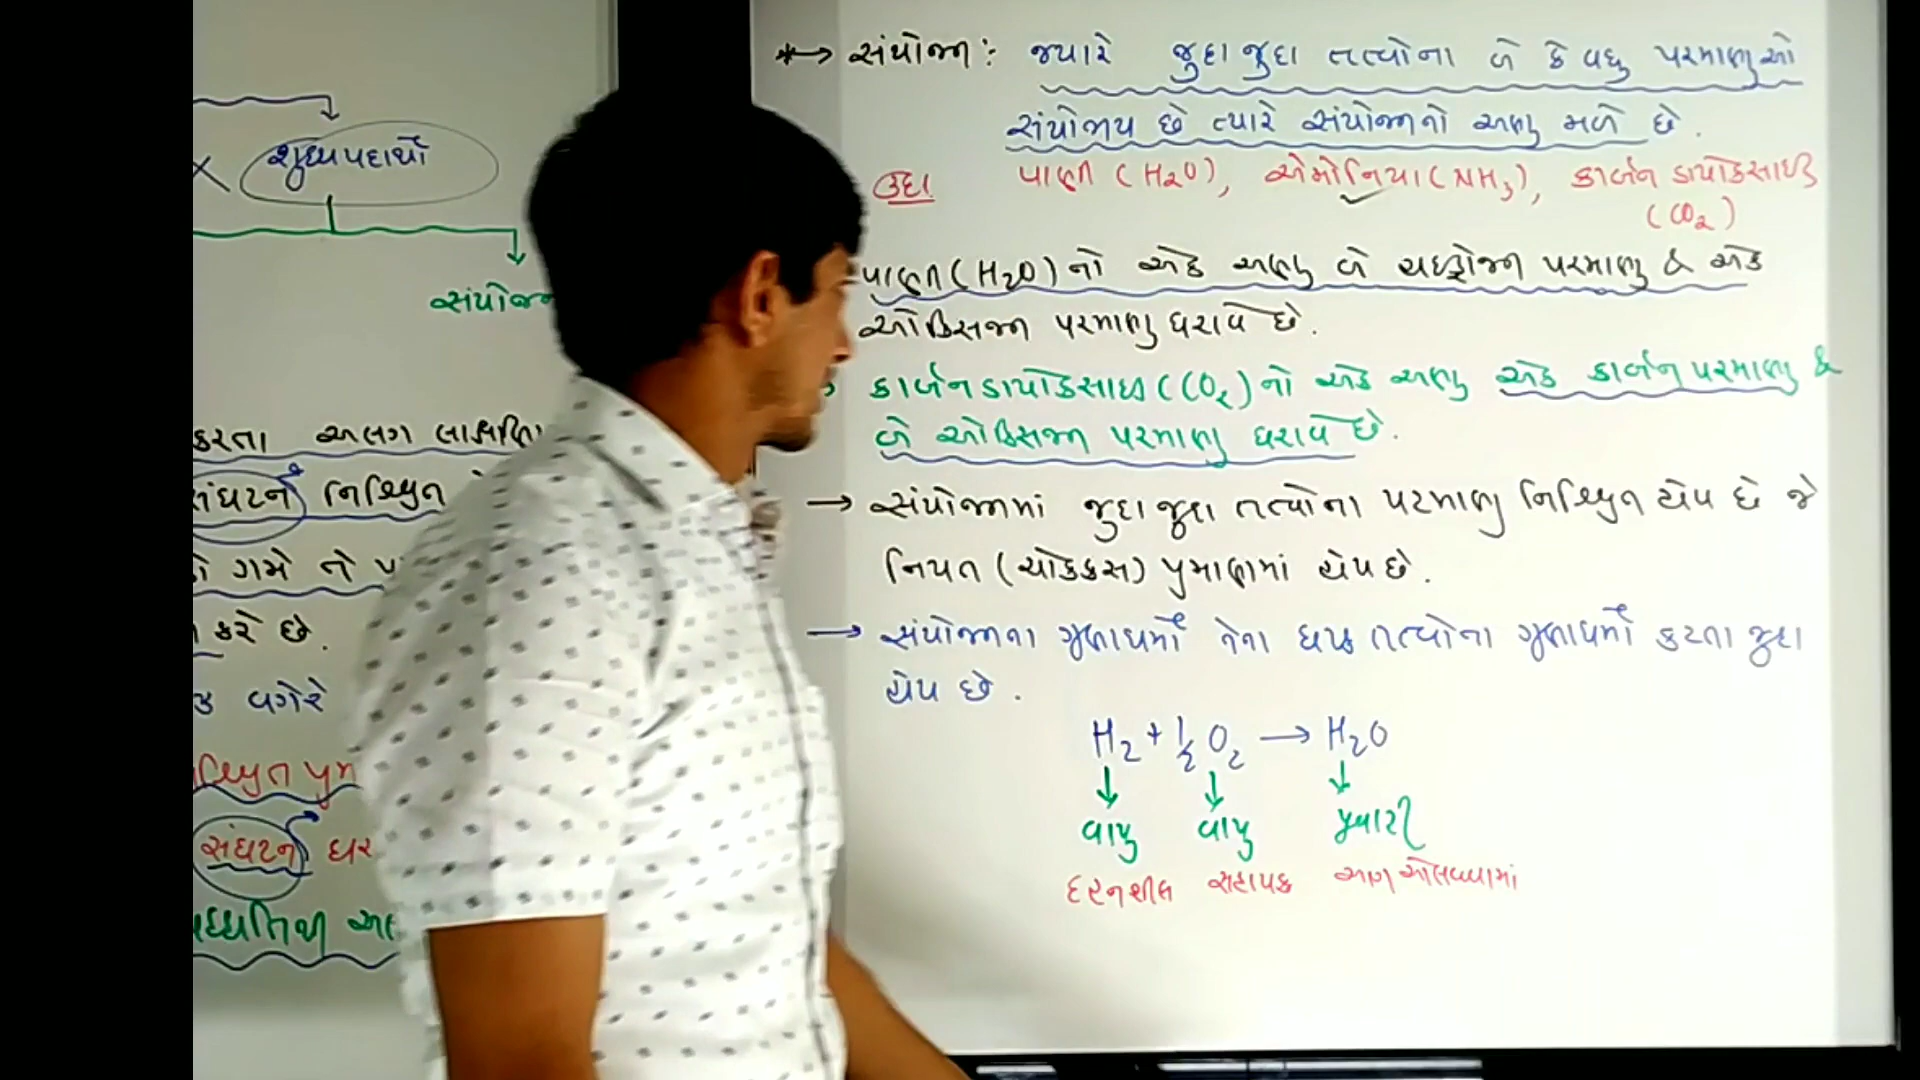 શુધ્ધ પદાર્થો
સંયોજન
કરતા અલગ
સંઘટન નિશ્ચિત
ગમે તે
કરે છે.
વગેરે
સંઘટન ધર
પધ્ધતિથી
*→ સંયોજન : જ્યારે જુદા જુદા તત્વોના બે કે વધુ પરમાણુઓ
સંયોજાય છે ત્યારે સંયોજનનો અણુ મળે છે.
ઉદા પાણી (H₂O), એમોનિયા (NH₃), કાર્બન ડાયોકસાઇડ
(CO₂)
પાણી (H₂O) નો એક અણુ બે હાઇડ્રોજન પરમાણુ & એક
ઓકિસજન પરમાણુ ધરાવે છે.
કાર્બન ડાયોકસાઇડ (CO₂) નો એક અણુ એક કાર્બન પરમાણુ &
બે ઓકિસજન પરમાણુ ધરાવે છે.
→ સંયોજનમાં જુદા જુદા તત્વોના પરમાણુ નિશ્ચિત હોય છે જે
નિયત (ચોકકસ) પ્રમાણમાં હોય છે.
→ સંયોજનના ગુણધર્મો તેના ઘટક તત્વોના ગુણધર્મો કરતા જુદા
હોય છે.
H₂ + ½ O₂ → H₂O
વાયુ વાયુ પ્રવાહી
દહનશીલ સહાયક આગ ઓલવવામાં